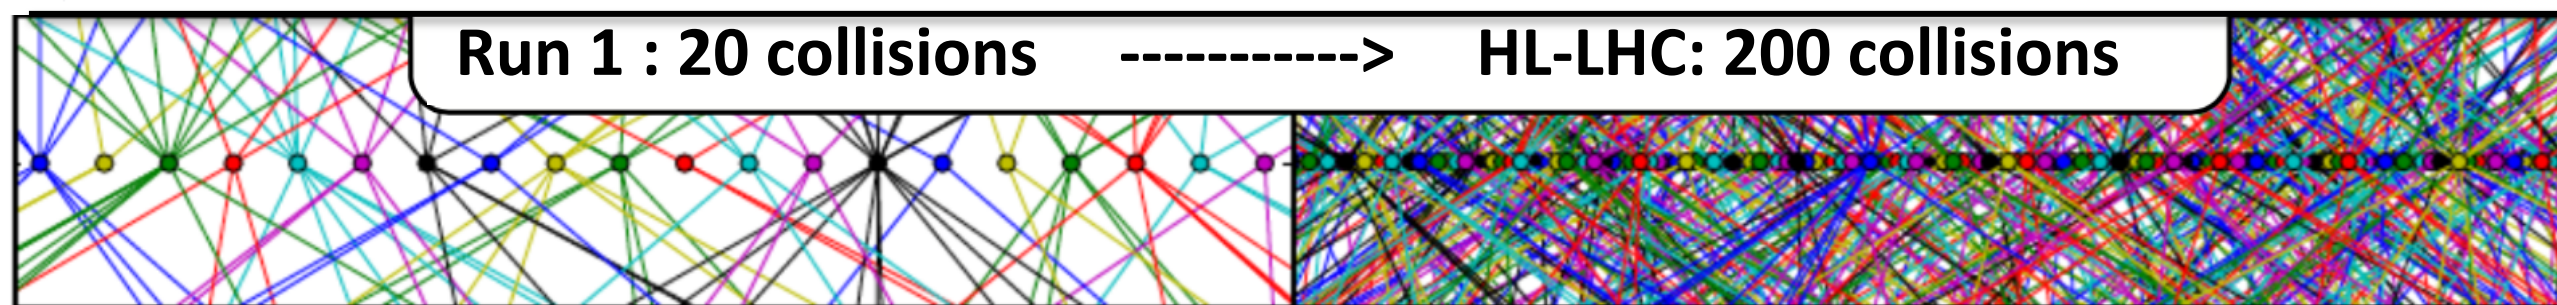 Run 1 : 20 collisions -----------> HL-LHC: 200 collisions